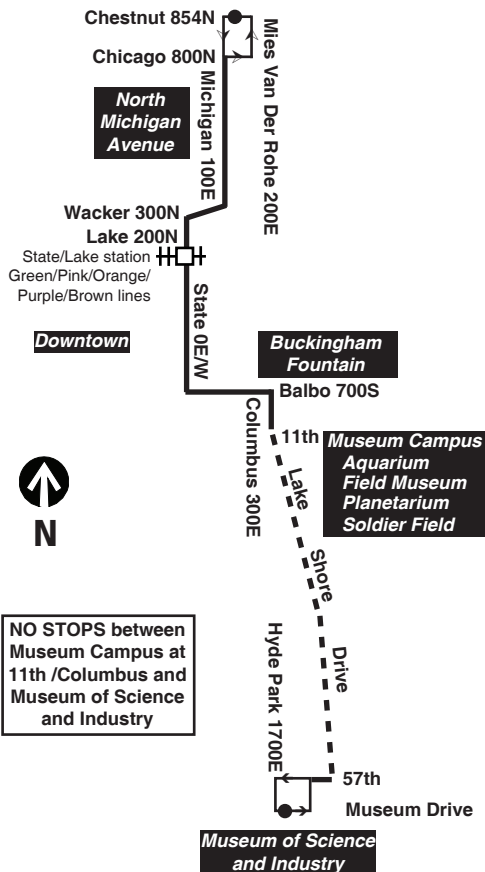 Chestnut 854N
Mies Van Der Rohe 200E
Chicago 800N
Michigan 100E
North
Michigan
Avenue
Wacker 300N
Lake 200N
State/Lake station
Green/Pink/Orange/
Purple/Brown lines
State 0E/W
Downtown
Buckingham
Fountain
Balbo 700S
Columbus 300E
11th
Museum Campus
Aquarium
Field Museum
Planetarium
Soldier Field
Lake
Shore
Drive
N
NO STOPS between
Museum Campus at
11th /Columbus and
Museum of Science
and Industry
Hyde Park 1700E
57th
Museum Drive
Museum of Science
and Industry